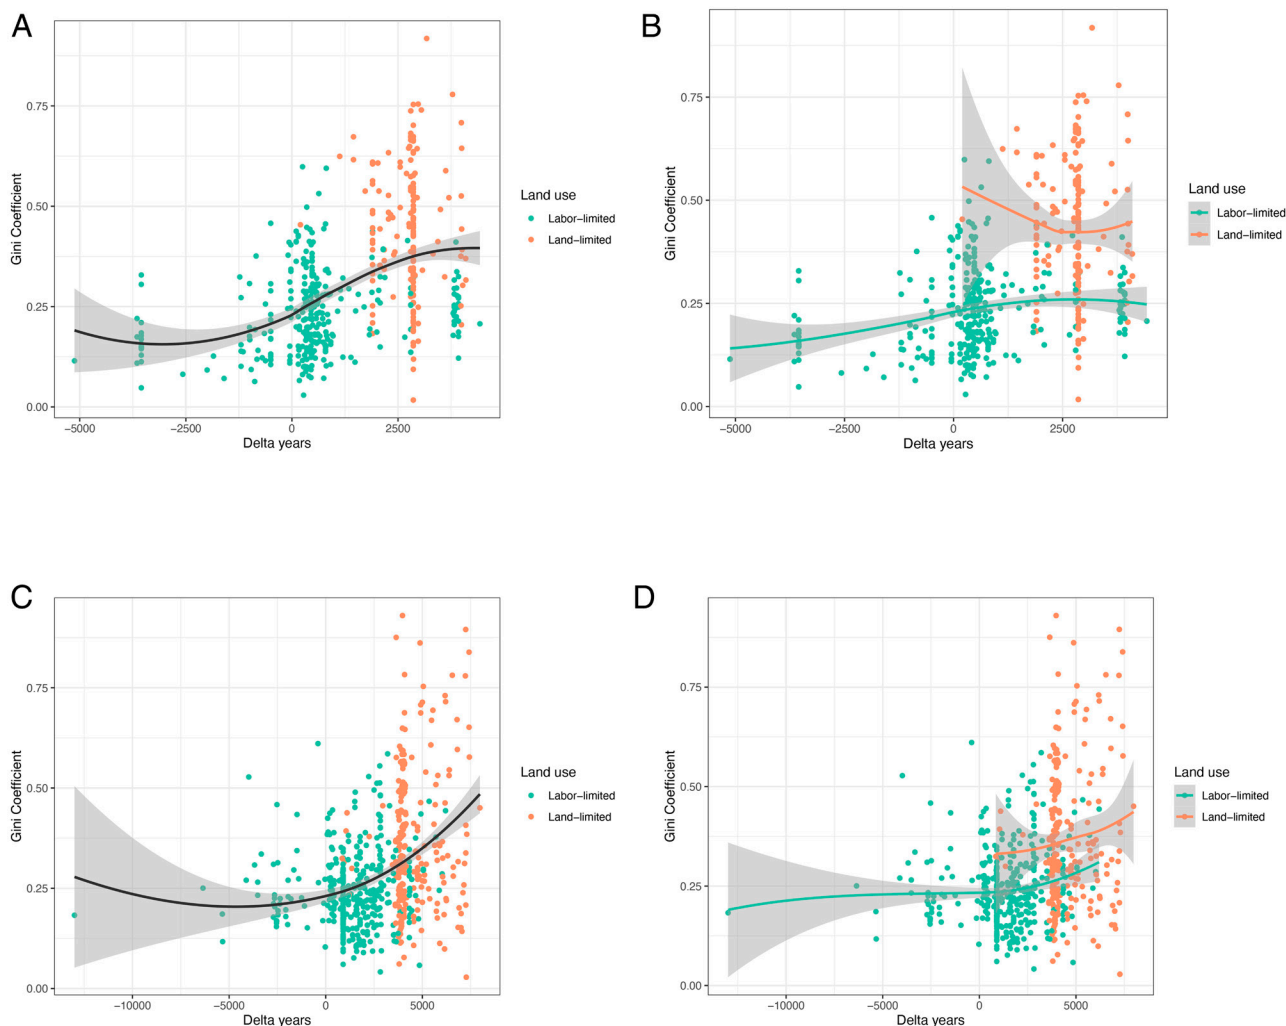 A
0.75
0.50
0.25
0.00
Gini Coefficient
−5000
−2500
0
2500
Delta years
Land use
Labor−limited
Land−limited
B
0.75
0.50
0.25
0.00
Gini Coefficient
−5000
−2500
0
2500
Delta years
Land use
Labor−limited
Land−limited
C
0.75
0.50
0.25
0.00
Gini Coefficient
−10000
−5000
0
5000
Delta years
Land use
Labor−limited
Land−limited
D
0.75
0.50
0.25
0.00
Gini Coefficient
−10000
−5000
0
5000
Delta years
Land use
Labor−limited
Land−limited